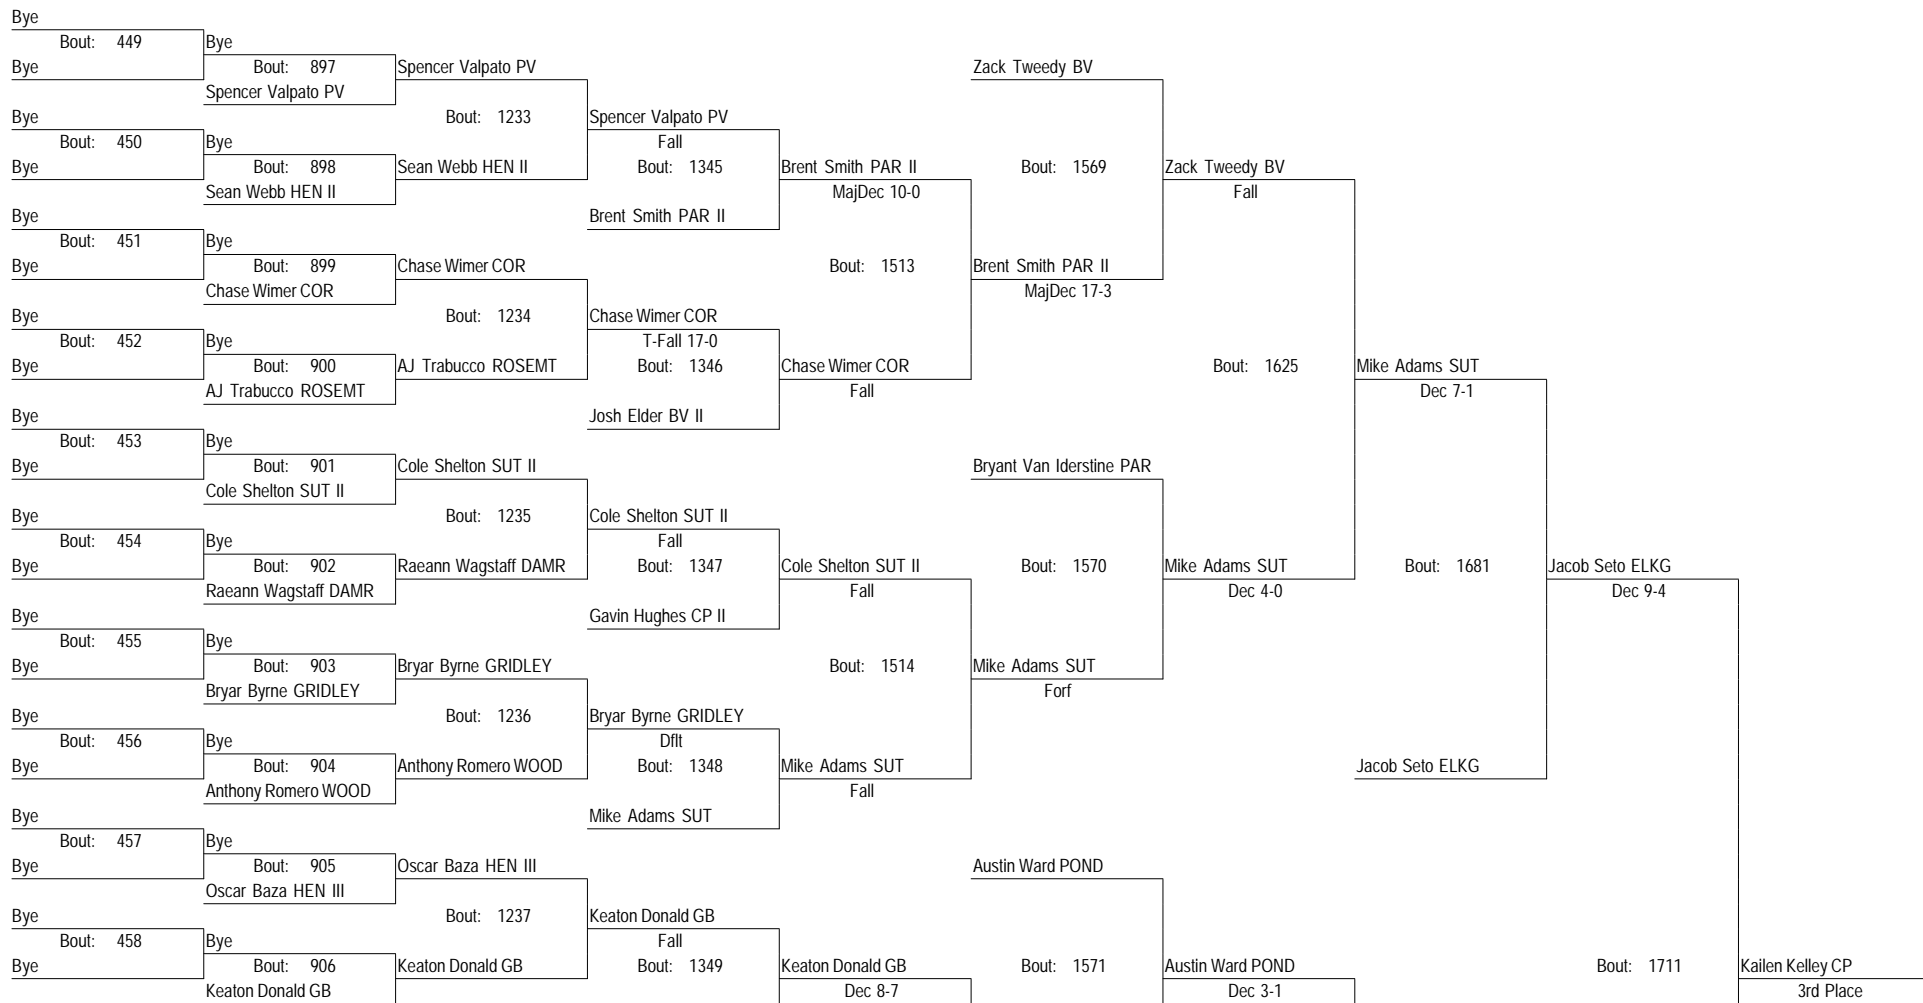 Bye
Bout: 449 Bye
Bye Bout: 897 Spencer Valpato PV Zack Tweedy BV
Spencer Valpato PV
Bye Bout: 1233 Spencer Valpato PV
Bout: 450 Bye Fall
Bye Bout: 898 Sean Webb HEN II Bout: 1345 Brent Smith PAR II Bout: 1569 Zack Tweedy BV
Sean Webb HEN II MajDec 10-0 Fall
Bye Brent Smith PAR II
Bout: 451 Bye
Bye Bout: 899 Chase Wimer COR Bout: 1513 Brent Smith PAR II
Chase Wimer COR MajDec 17-3
Bye Bout: 1234 Chase Wimer COR
Bout: 452 Bye T-Fall 17-0
Bye Bout: 900 AJ Trabucco ROSEMT Bout: 1346 Chase Wimer COR Bout: 1625 Mike Adams SUT
AJ Trabucco ROSEMT Fall Dec 7-1
Bye Josh Elder BV II
Bout: 453 Bye
Bye Bout: 901 Cole Shelton SUT II Bryant Van Iderstine PAR
Cole Shelton SUT II
Bye Bout: 1235 Cole Shelton SUT II
Bout: 454 Bye Fall
Bye Bout: 902 Raeann Wagstaff DAMR Bout: 1347 Cole Shelton SUT II Bout: 1570 Mike Adams SUT Bout: 1681 Jacob Seto ELKG
Raeann Wagstaff DAMR Fall Dec 4-0 Dec 9-4
Bye Gavin Hughes CP II
Bout: 455 Bye
Bye Bout: 903 Bryar Byrne GRIDLEY Bout: 1514 Mike Adams SUT
Bryar Byrne GRIDLEY Forf
Bye Bout: 1236 Bryar Byrne GRIDLEY
Bout: 456 Bye Dflt
Bye Bout: 904 Anthony Romero WOOD Bout: 1348 Mike Adams SUT Jacob Seto ELKG
Anthony Romero WOOD Fall
Bye Mike Adams SUT
Bout: 457 Bye
Bye Bout: 905 Oscar Baza HEN III Austin Ward POND
Oscar Baza HEN III
Bye Bout: 1237 Keaton Donald GB
Bout: 458 Bye Fall
Bye Bout: 906 Keaton Donald GB Bout: 1349 Keaton Donald GB Bout: 1571 Austin Ward POND Bout: 1711 Kailen Kelley CP
Keaton Donald GB Dec 8-7 Dec 3-1 3rd Place